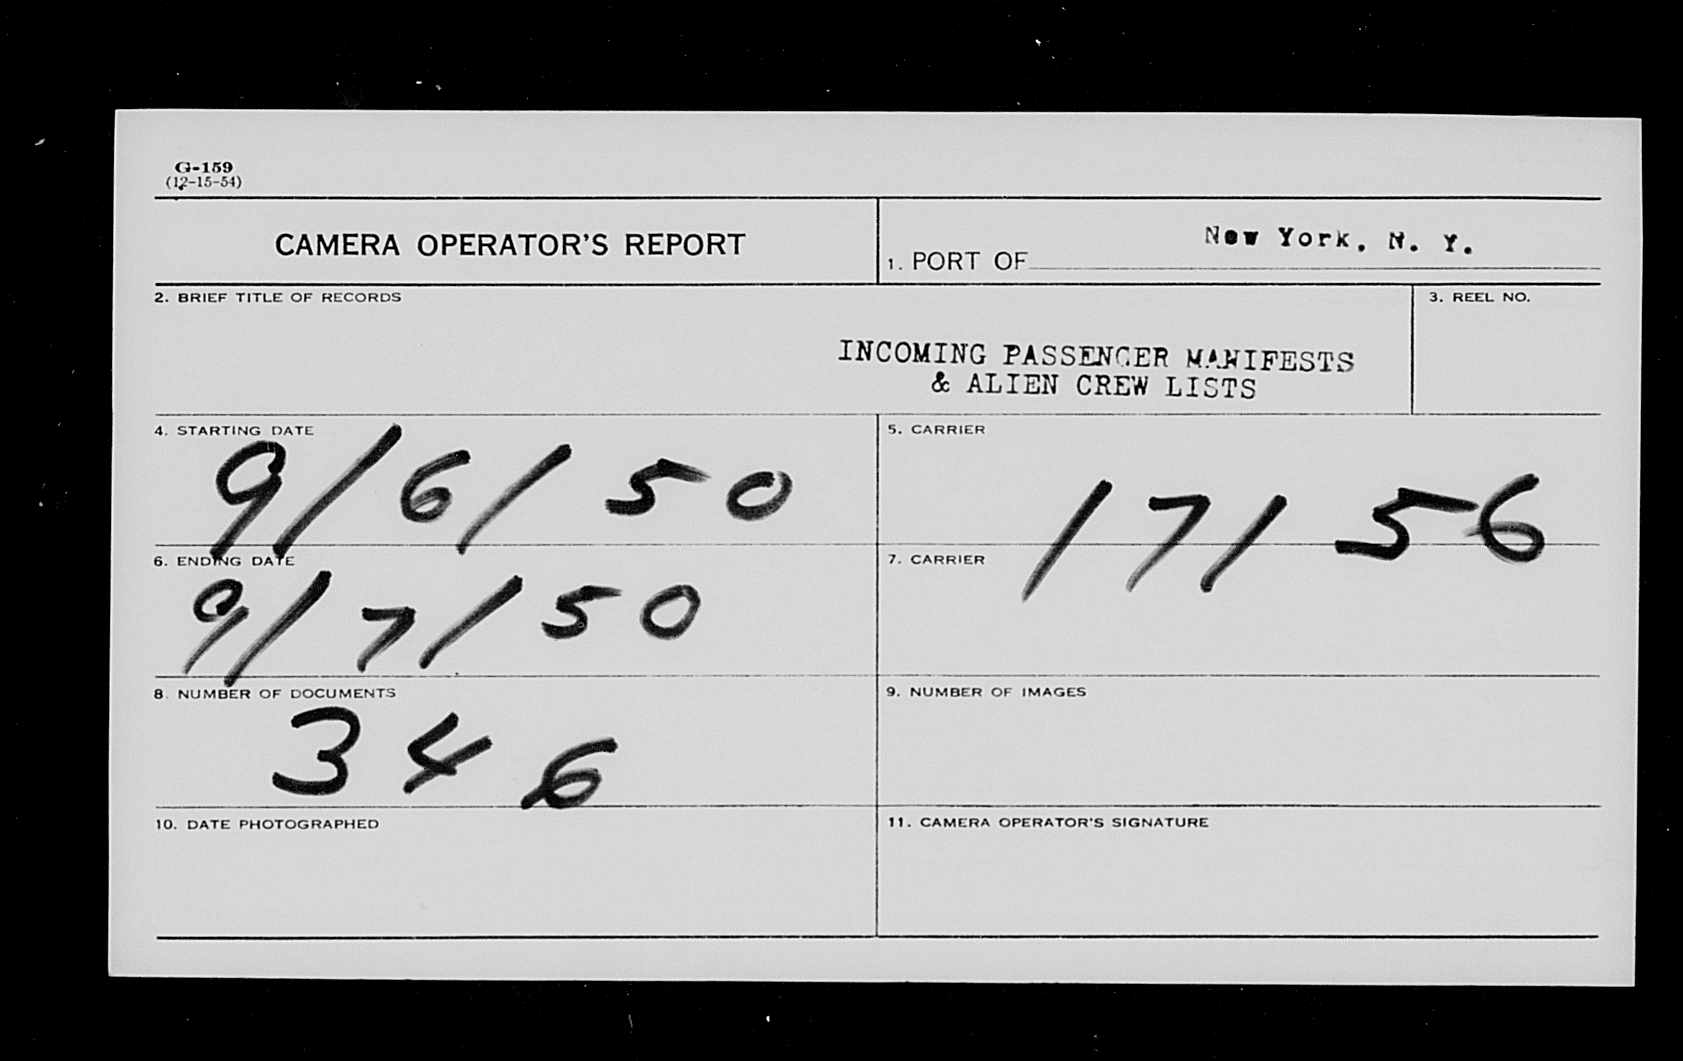 G-159
(12-15-54)
CAMERA OPERATOR'S REPORT
1. PORT OF New York, N. Y.
2. BRIEF TITLE OF RECORDS
3. REEL NO.
INCOMING PASSENGER MANIFESTS
& ALIEN CREW LISTS
4. STARTING DATE
9/6/50
5. CARRIER
17156
6. ENDING DATE
9/7/50
7. CARRIER
8. NUMBER OF DOCUMENTS
346
9. NUMBER OF IMAGES
10. DATE PHOTOGRAPHED
11. CAMERA OPERATOR'S SIGNATURE